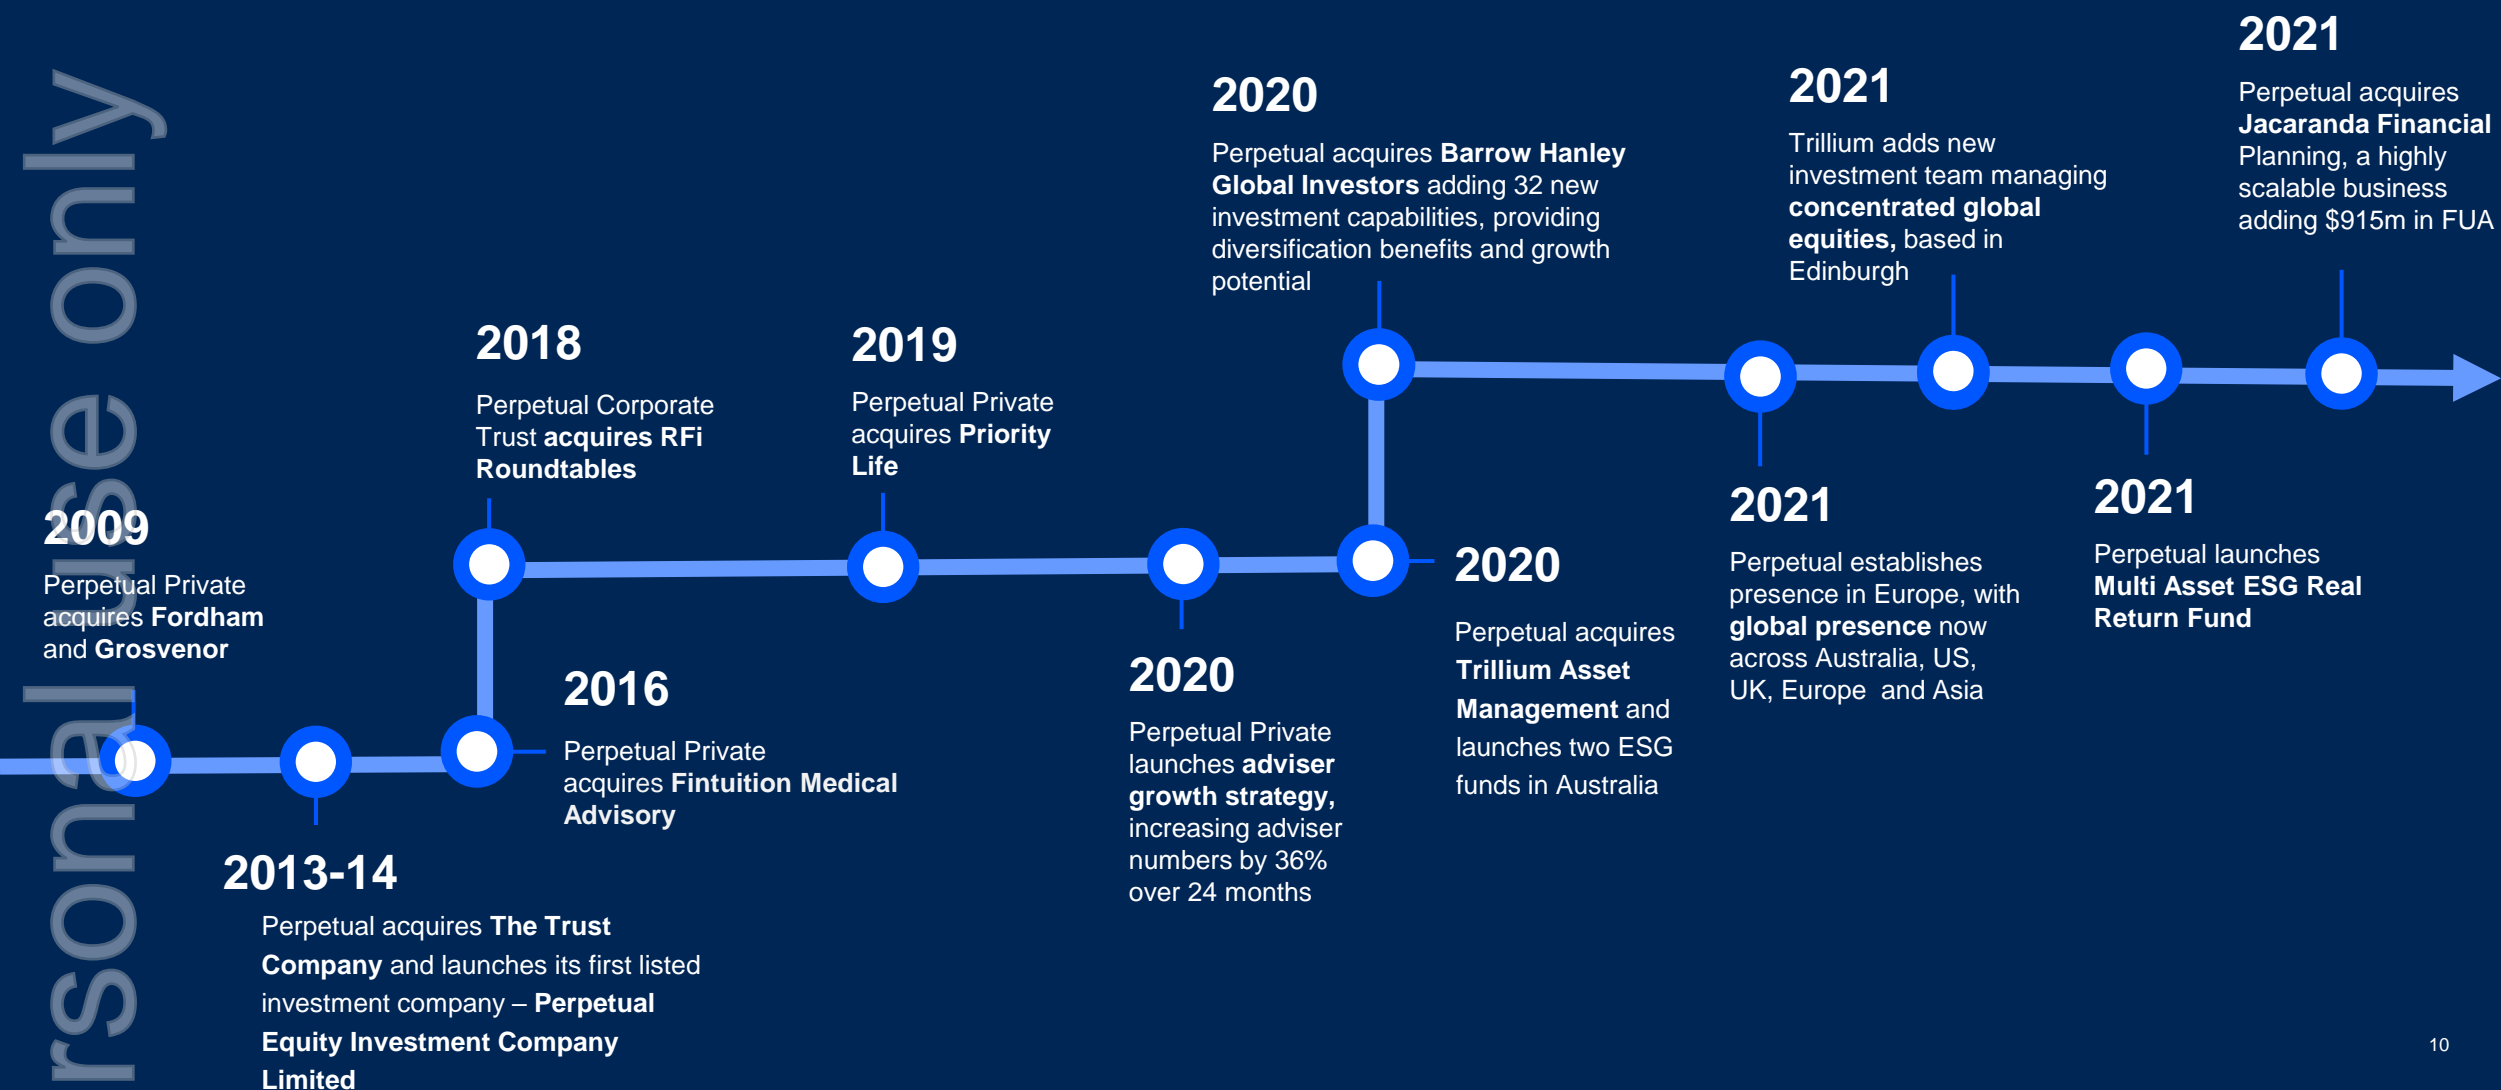 2009
Perpetual Private
acquires Fordham
and Grosvenor
2013-14
Perpetual acquires The Trust
Company and launches its first listed
investment company – Perpetual
Equity Investment Company
Limited
2016
Perpetual Private
acquires Fintuition Medical
Advisory
2018
Perpetual Corporate
Trust acquires RFi
Roundtables
2019
Perpetual Private
acquires Priority
Life
2020
Perpetual Private
launches adviser
growth strategy,
increasing adviser
numbers by 36%
over 24 months
2020
Perpetual acquires
Trillium Asset
Management and
launches two ESG
funds in Australia
2020
Perpetual acquires Barrow Hanley
Global Investors adding 32 new
investment capabilities, providing
diversification benefits and growth
potential
2021
Perpetual establishes
presence in Europe, with
global presence now
across Australia, US,
UK, Europe  and Asia
2021
Trillium adds new
investment team managing
concentrated global
equities, based in
Edinburgh
2021
Perpetual launches
Multi Asset ESG Real
Return Fund
2021
Perpetual acquires
Jacaranda Financial
Planning, a highly
scalable business
adding $915m in FUA
rsonal use only
10